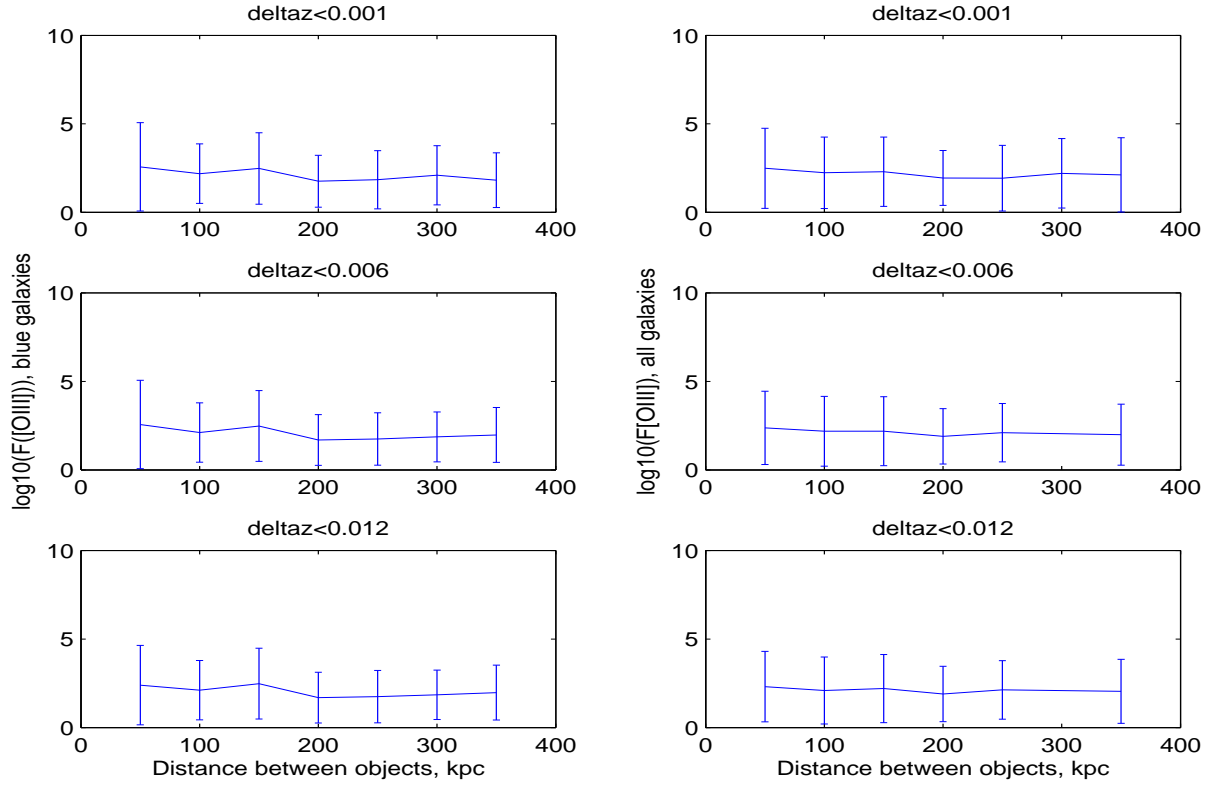 deltaz<0.001
10
5
0
0 100 200 300 400
deltaz<0.006
10
5
0
0 100 200 300 400
deltaz<0.012
10
5
0
0 100 200 300 400
Distance between objects, kpc
log10(F([OIII])), blue galaxies
deltaz<0.001
10
5
0
0 100 200 300 400
deltaz<0.006
10
5
0
0 100 200 300 400
deltaz<0.012
10
5
0
0 100 200 300 400
Distance between objects, kpc
log10(F[OIII]), all galaxies